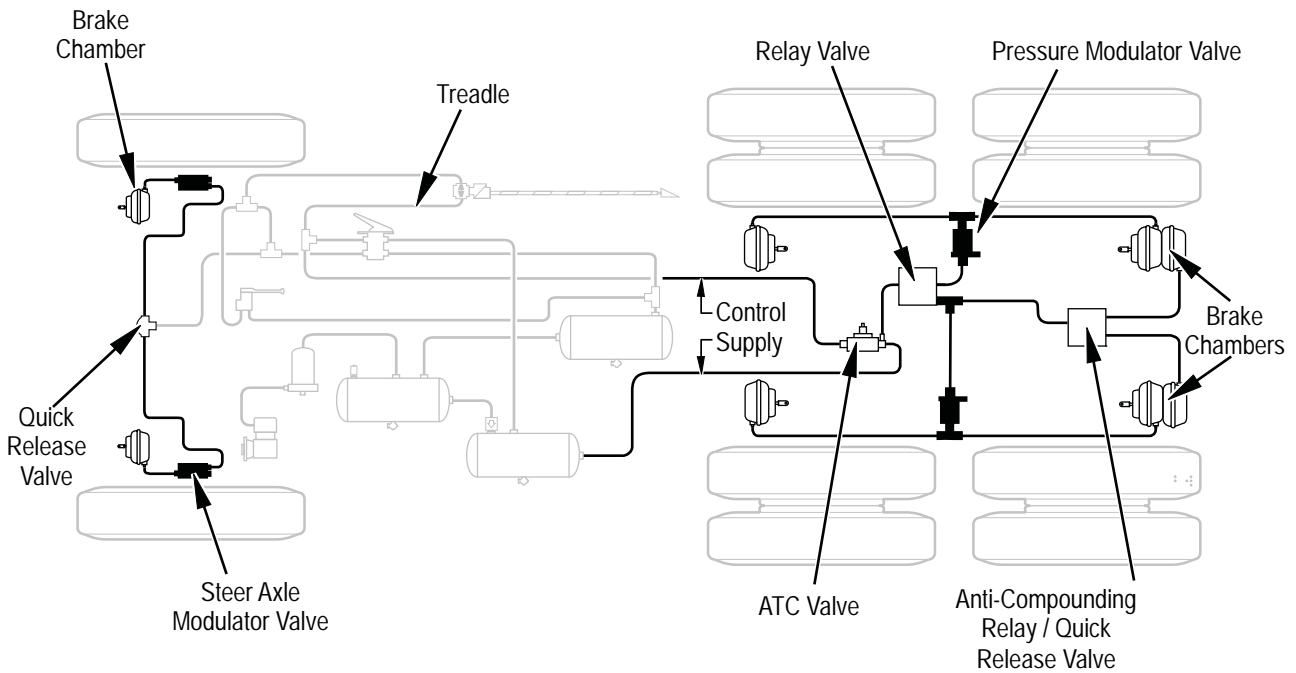 Brake
Chamber
Treadle
Relay Valve
Pressure Modulator Valve
Control
Supply
Brake
Chambers
Quick
Release
Valve
Steer Axle
Modulator Valve
ATC Valve
Anti-Compounding
Relay / Quick
Release Valve